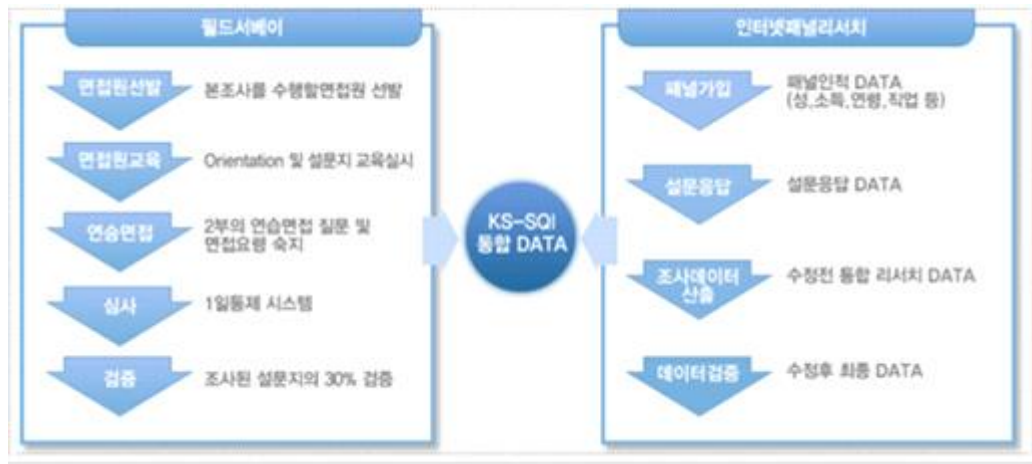 필드서베이
면접원선발
본조사를 수행할면접원 선발
면접원교육
Orientation 및 설문지 교육실시
연습면접
2부의 연습면접 질문 및
면접요령 숙지
심사
1일통제 시스템
검증
조사된 설문지의 30% 검증
KS-SQI
통합 DATA
인터넷패널리서치
패널가입
패널인적 DATA
(성,소득,연령,직업 등)
설문응답
설문응답 DATA
조사데이터
산출
수정전 통합 리서치 DATA
데이터검증
수정후 최종 DATA